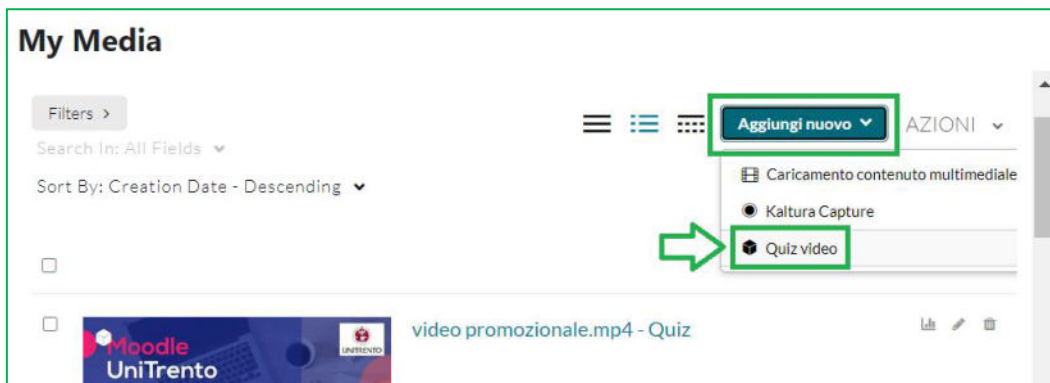 My Media
Filters >
Aggiungi nuovo
AZIONI
Search In: All Fields
Sort By: Creation Date - Descending
Caricamento contenuto multimediale
Kaltura Capture
Quiz video
video promozionale.mp4 - Quiz
Moodle
UniTrento
UNITRENTO